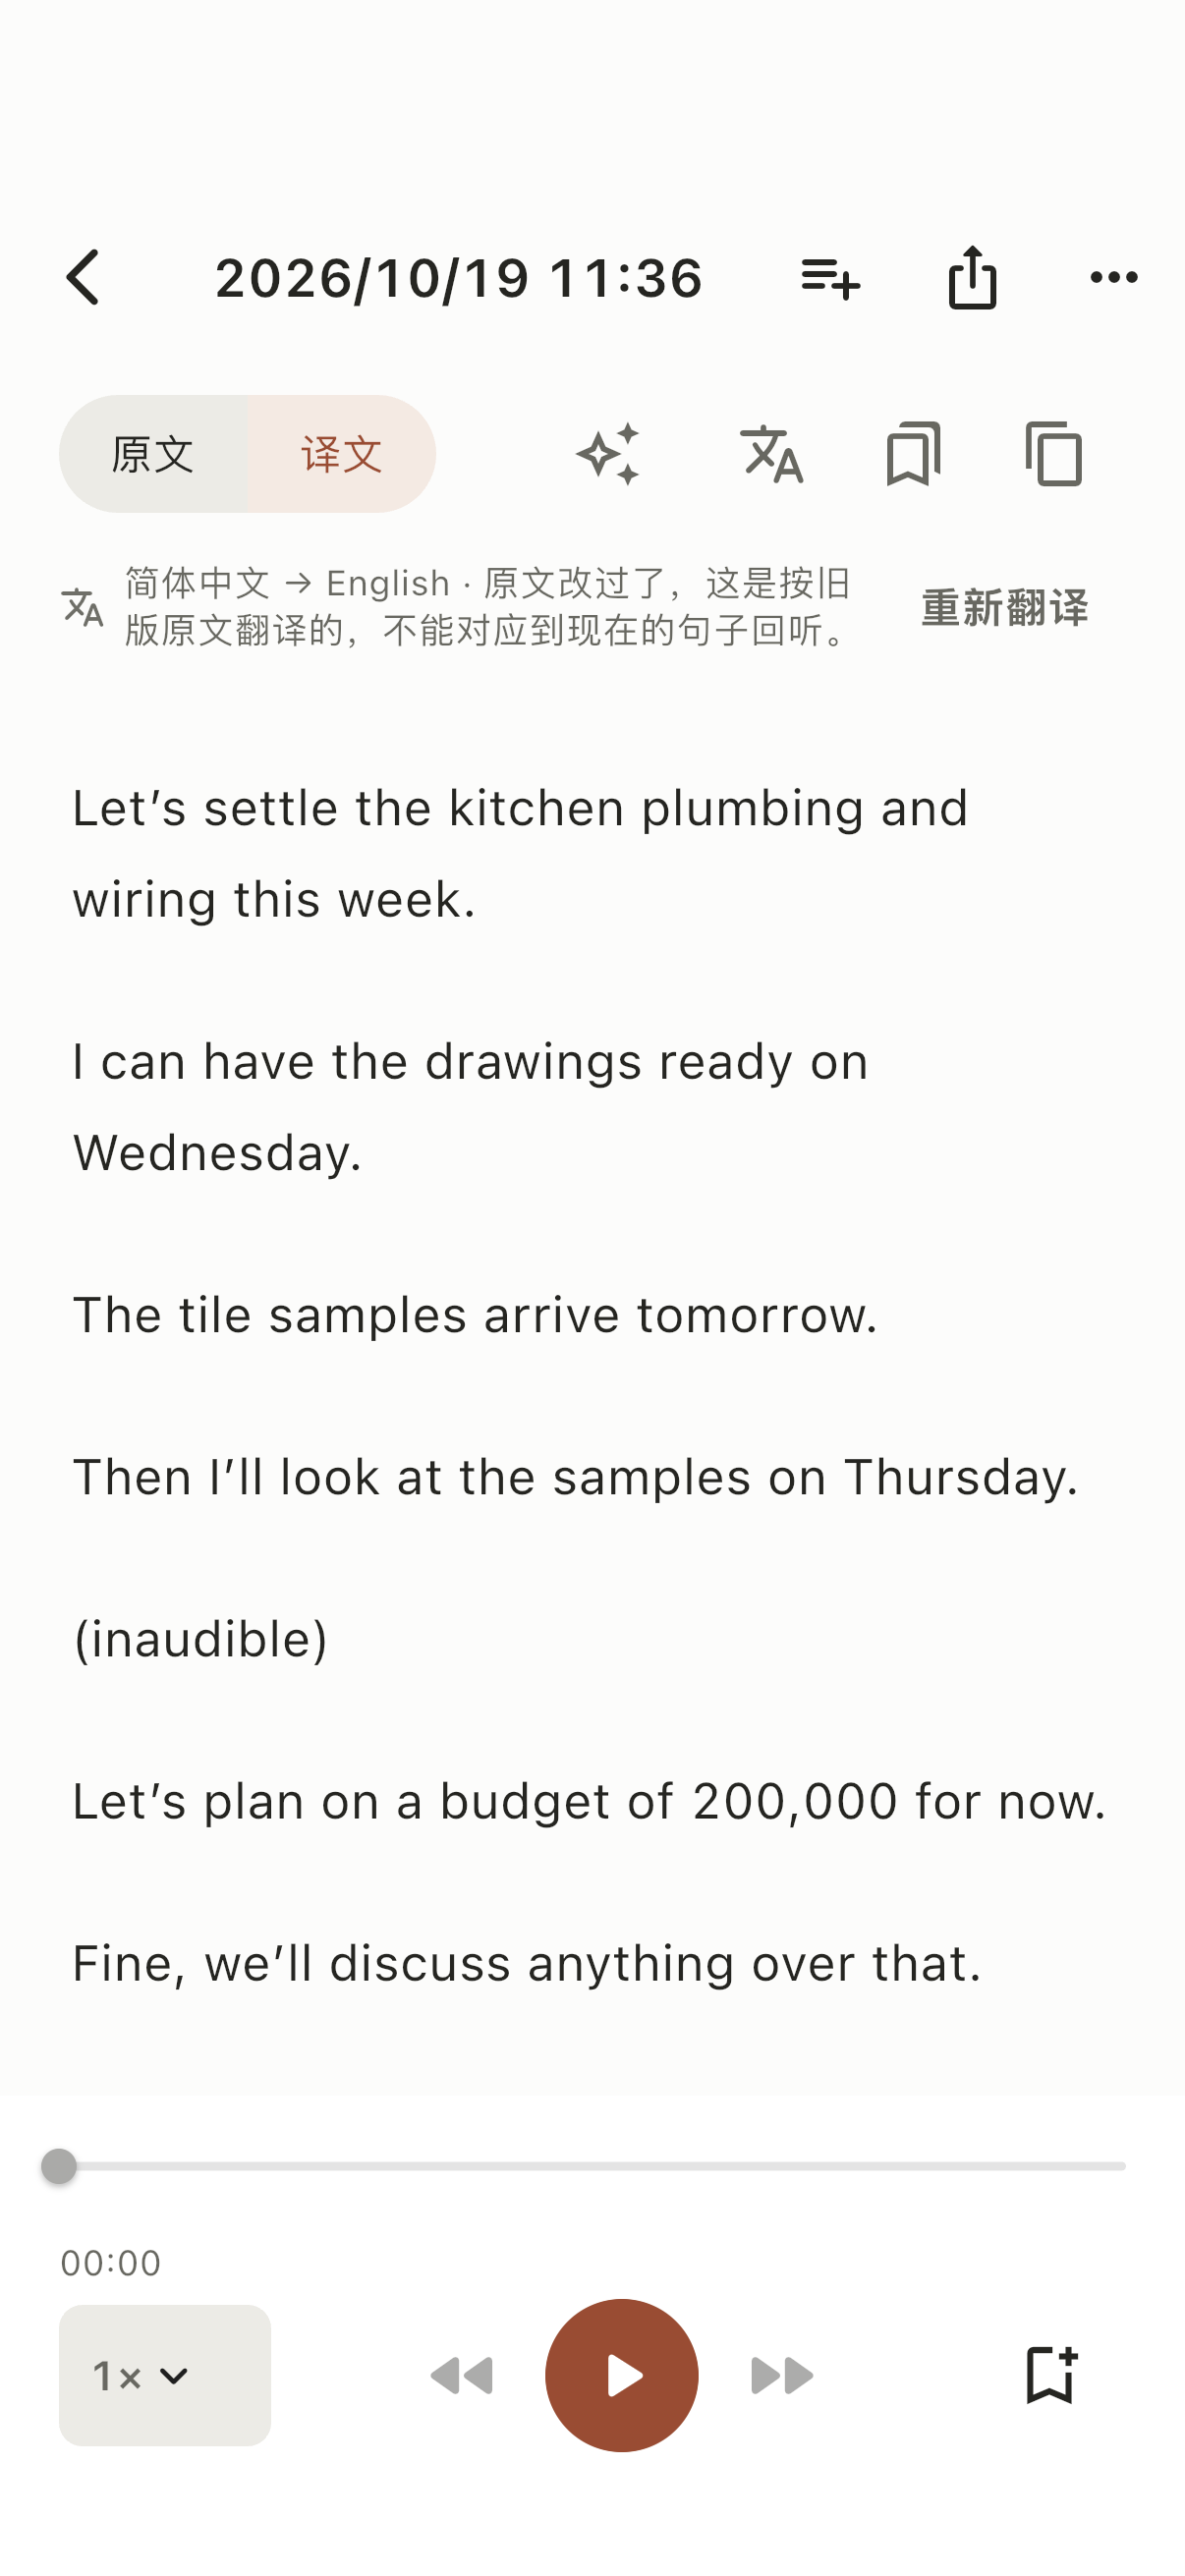 2026/10/19 11:36
原文 译文
简体中文 → English · 原文改过了，这是按旧
版原文翻译的，不能对应到现在的句子回听。
重新翻译
Let’s settle the kitchen plumbing and
wiring this week.
I can have the drawings ready on
Wednesday.
The tile samples arrive tomorrow.
Then I’ll look at the samples on Thursday.
(inaudible)
Let’s plan on a budget of 200,000 for now.
Fine, we’ll discuss anything over that.
00:00
1×